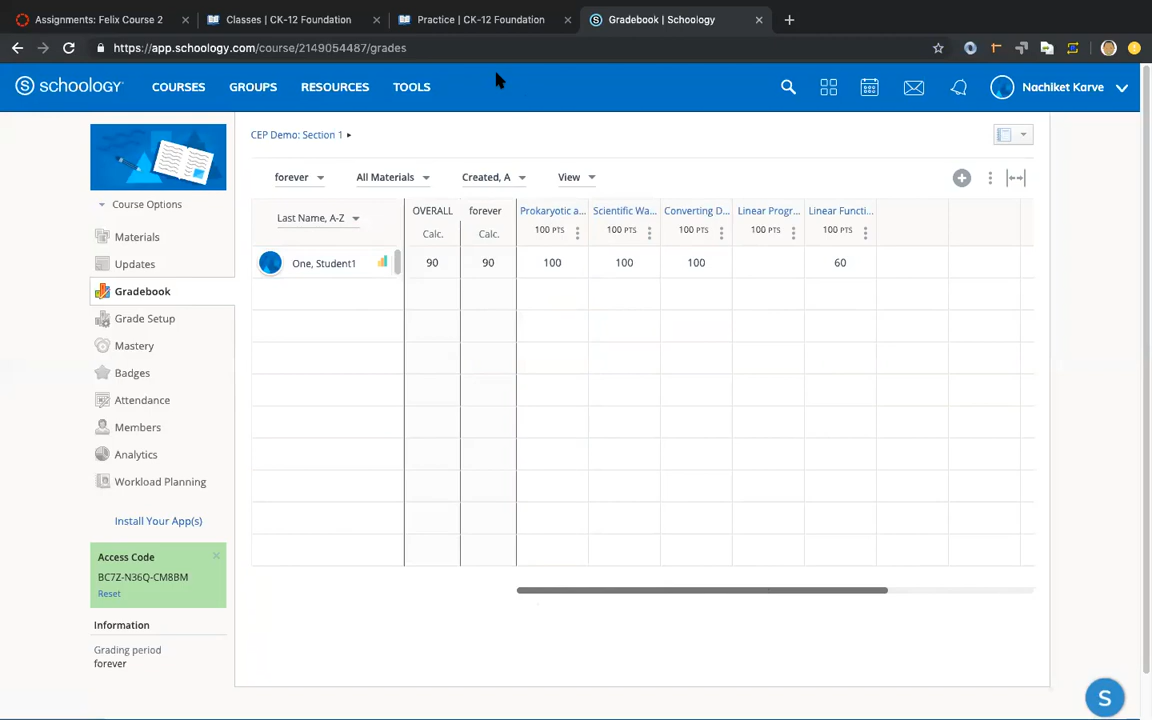 Assignments: Felix Course 2
Classes | CK-12 Foundation
Practice | CK-12 Foundation
Gradebook | Schoology
https://app.schoology.com/course/2149054487/grades
schoology
COURSES
GROUPS
RESOURCES
TOOLS
Nachiket Karve
Course Options
Materials
Updates
Gradebook
Grade Setup
Mastery
Badges
Attendance
Members
Analytics
Workload Planning
Install Your App(s)
Access Code
BC7Z-N36Q-CM8BM
Reset
Information
Grading period
forever
CEP Demo: Section 1
forever
All Materials
Created, A
View
Last Name, A-Z
OVERALL
forever
Prokaryotic a...
Scientific Wa...
Converting D...
Linear Progr...
Linear Functi...
Calc.
Calc.
100 PTS
100 PTS
100 PTS
100 PTS
100 PTS
One, Student1
90
90
100
100
100
60
S